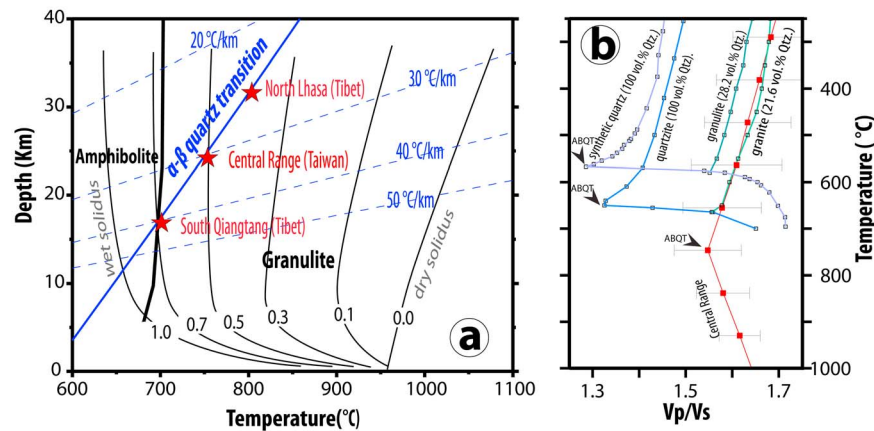 a
40
30
20
10
0
Depth (Km)
600
700
800
900
1000
1100
Temperature(°C)
20 °C/km
30 °C/km
40 °C/km
50 °C/km
α-β quartz transition
North Lhasa (Tibet)
Central Range (Taiwan)
South Qiangtang (Tibet)
Amphibolite
Granulite
wet solidus
dry solidus
1.0
0.7
0.5
0.3
0.1
0.0
b
synthetic quartz (100 vol.% Qtz.)
quartzite (100 vol.% Qtz).
granulite (28.2 vol.% Qtz.)
granite (21.6 vol.% Qtz.)
ABQT
ABQT
ABQT
Central Range
400
600
800
1000
Temperature (°C)
1.3
1.5
1.7
Vp/Vs